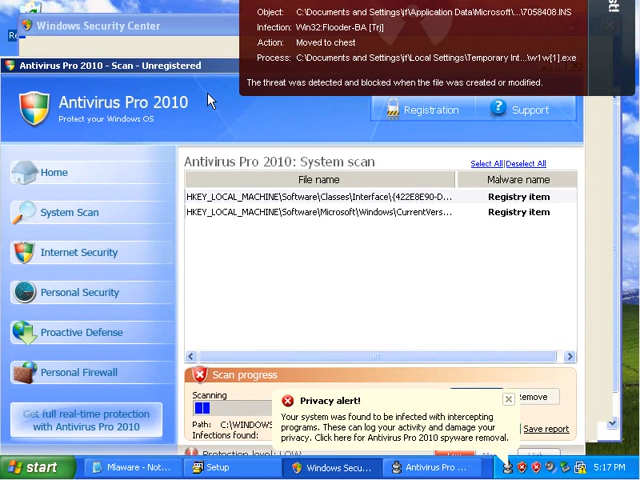 Object: C:\Documents and Settings\jf\Application Data\Microsoft\...\7058408.INS
Infection: Win32:Flooder-BA [Trj]
Action: Moved to chest
Process: C:\Documents and Settings\jf\Local Settings\Temporary Int...\w1w[1].exe
The threat was detected and blocked when the file was created or modified.
Windows Security Center
Antivirus Pro 2010 - Scan - Unregistered
Antivirus Pro 2010
Protect your Windows OS
Registration
Support
Home
System Scan
Internet Security
Personal Security
Proactive Defense
Personal Firewall
Get full real-time protection
with Antivirus Pro 2010
Antivirus Pro 2010: System scan
Select All|Deselect All
File name Malware name
HKEY_LOCAL_MACHINE\Software\Classes\Interface\{422E8E90-D... Registry item
HKEY_LOCAL_MACHINE\Software\Microsoft\Windows\CurrentVers... Registry item
Scan progress
Scanning
Path: C:\WINDOWS
Infections found:
Save report
Privacy alert!
Your system was found to be infected with intercepting
programs. These can log your activity and damage your
privacy. Click here for Antivirus Pro 2010 spyware removal.
Protection level: LOW
start
Mlaware - Not...
Setup
Windows Secu...
Antivirus Pro ...
5:17 PM